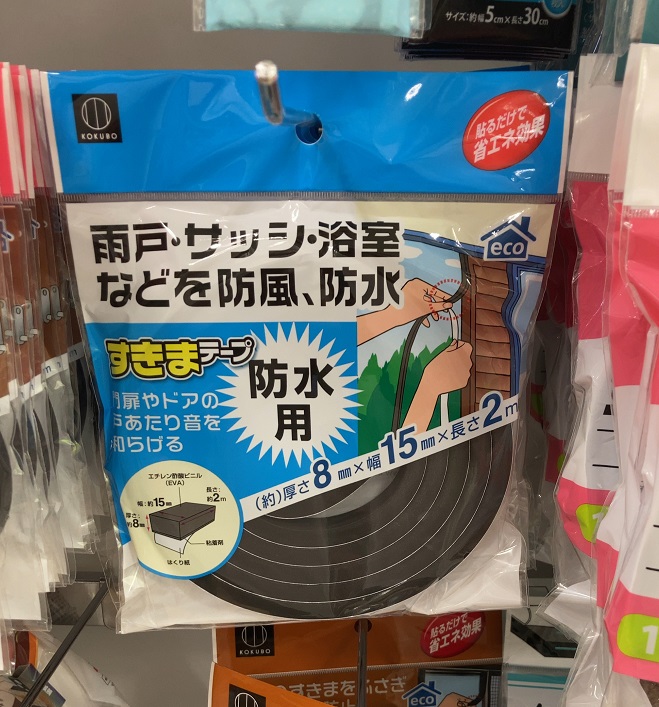 サイズ:約幅5cm×長さ30cm
KOKUBO
貼るだけで
省エネ効果
雨戸・サッシ・浴室
などを防風、防水
eco
すきまテープ
防水
用
門扉やドアの
戸あたり音を
和らげる
(約)厚さ8mm×幅15mm×長さ2m
エチレン酢酸ビニル
(EVA)
幅:約15mm
長さ:
約2m
厚さ:
約8mm
粘着剤
はくり紙
KOKUBO
貼るだけで
省エネ効果
KOKUBO
すきまをふさぎ
eco